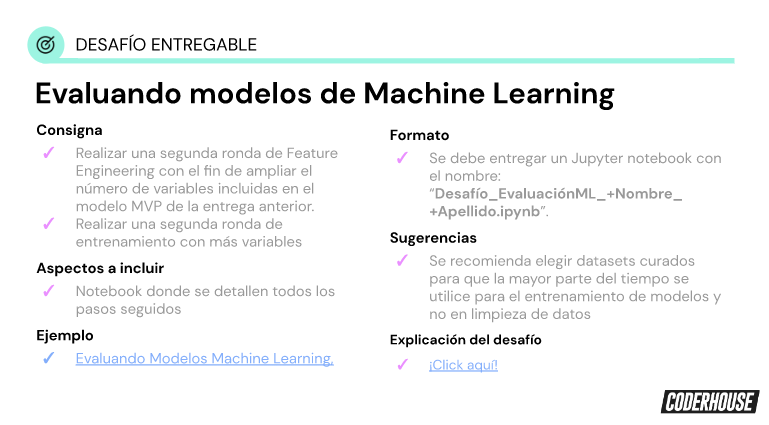 DESAFÍO ENTREGABLE
Evaluando modelos de Machine Learning
Consigna
✓ Realizar una segunda ronda de Feature
Engineering con el fin de ampliar el
número de variables incluidas en el
modelo MVP de la entrega anterior.
✓ Realizar una segunda ronda de
entrenamiento con más variables
Aspectos a incluir
✓ Notebook donde se detallen todos los
pasos seguidos
Ejemplo
✓ Evaluando Modelos Machine Learning.
Formato
✓ Se debe entregar un Jupyter notebook con
el nombre:
“Desafío_EvaluaciónML_+Nombre_
+Apellido.ipynb”.
Sugerencias
✓ Se recomienda elegir datasets curados
para que la mayor parte del tiempo se
utilice para el entrenamiento de modelos y
no en limpieza de datos
Explicación del desafío
✓ ¡Click aquí!
CODERHOUSE